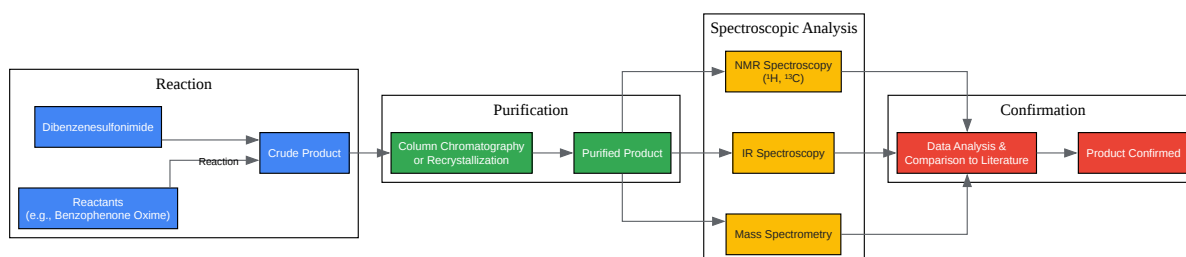 Reaction
Dibenzenesulfonimide
Reactants
(e.g., Benzophenone Oxime)
Reaction
Crude Product
Purification
Column Chromatography
or Recrystallization
Purified Product
Spectroscopic Analysis
NMR Spectroscopy
(¹H, ¹³C)
IR Spectroscopy
Mass Spectrometry
Confirmation
Data Analysis &
Comparison to Literature
Product Confirmed